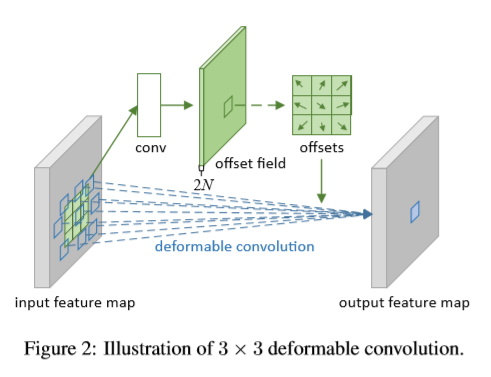 conv
offset field
offsets
2N
deformable convolution
input feature map
output feature map
Figure 2: Illustration of 3 × 3 deformable convolution.